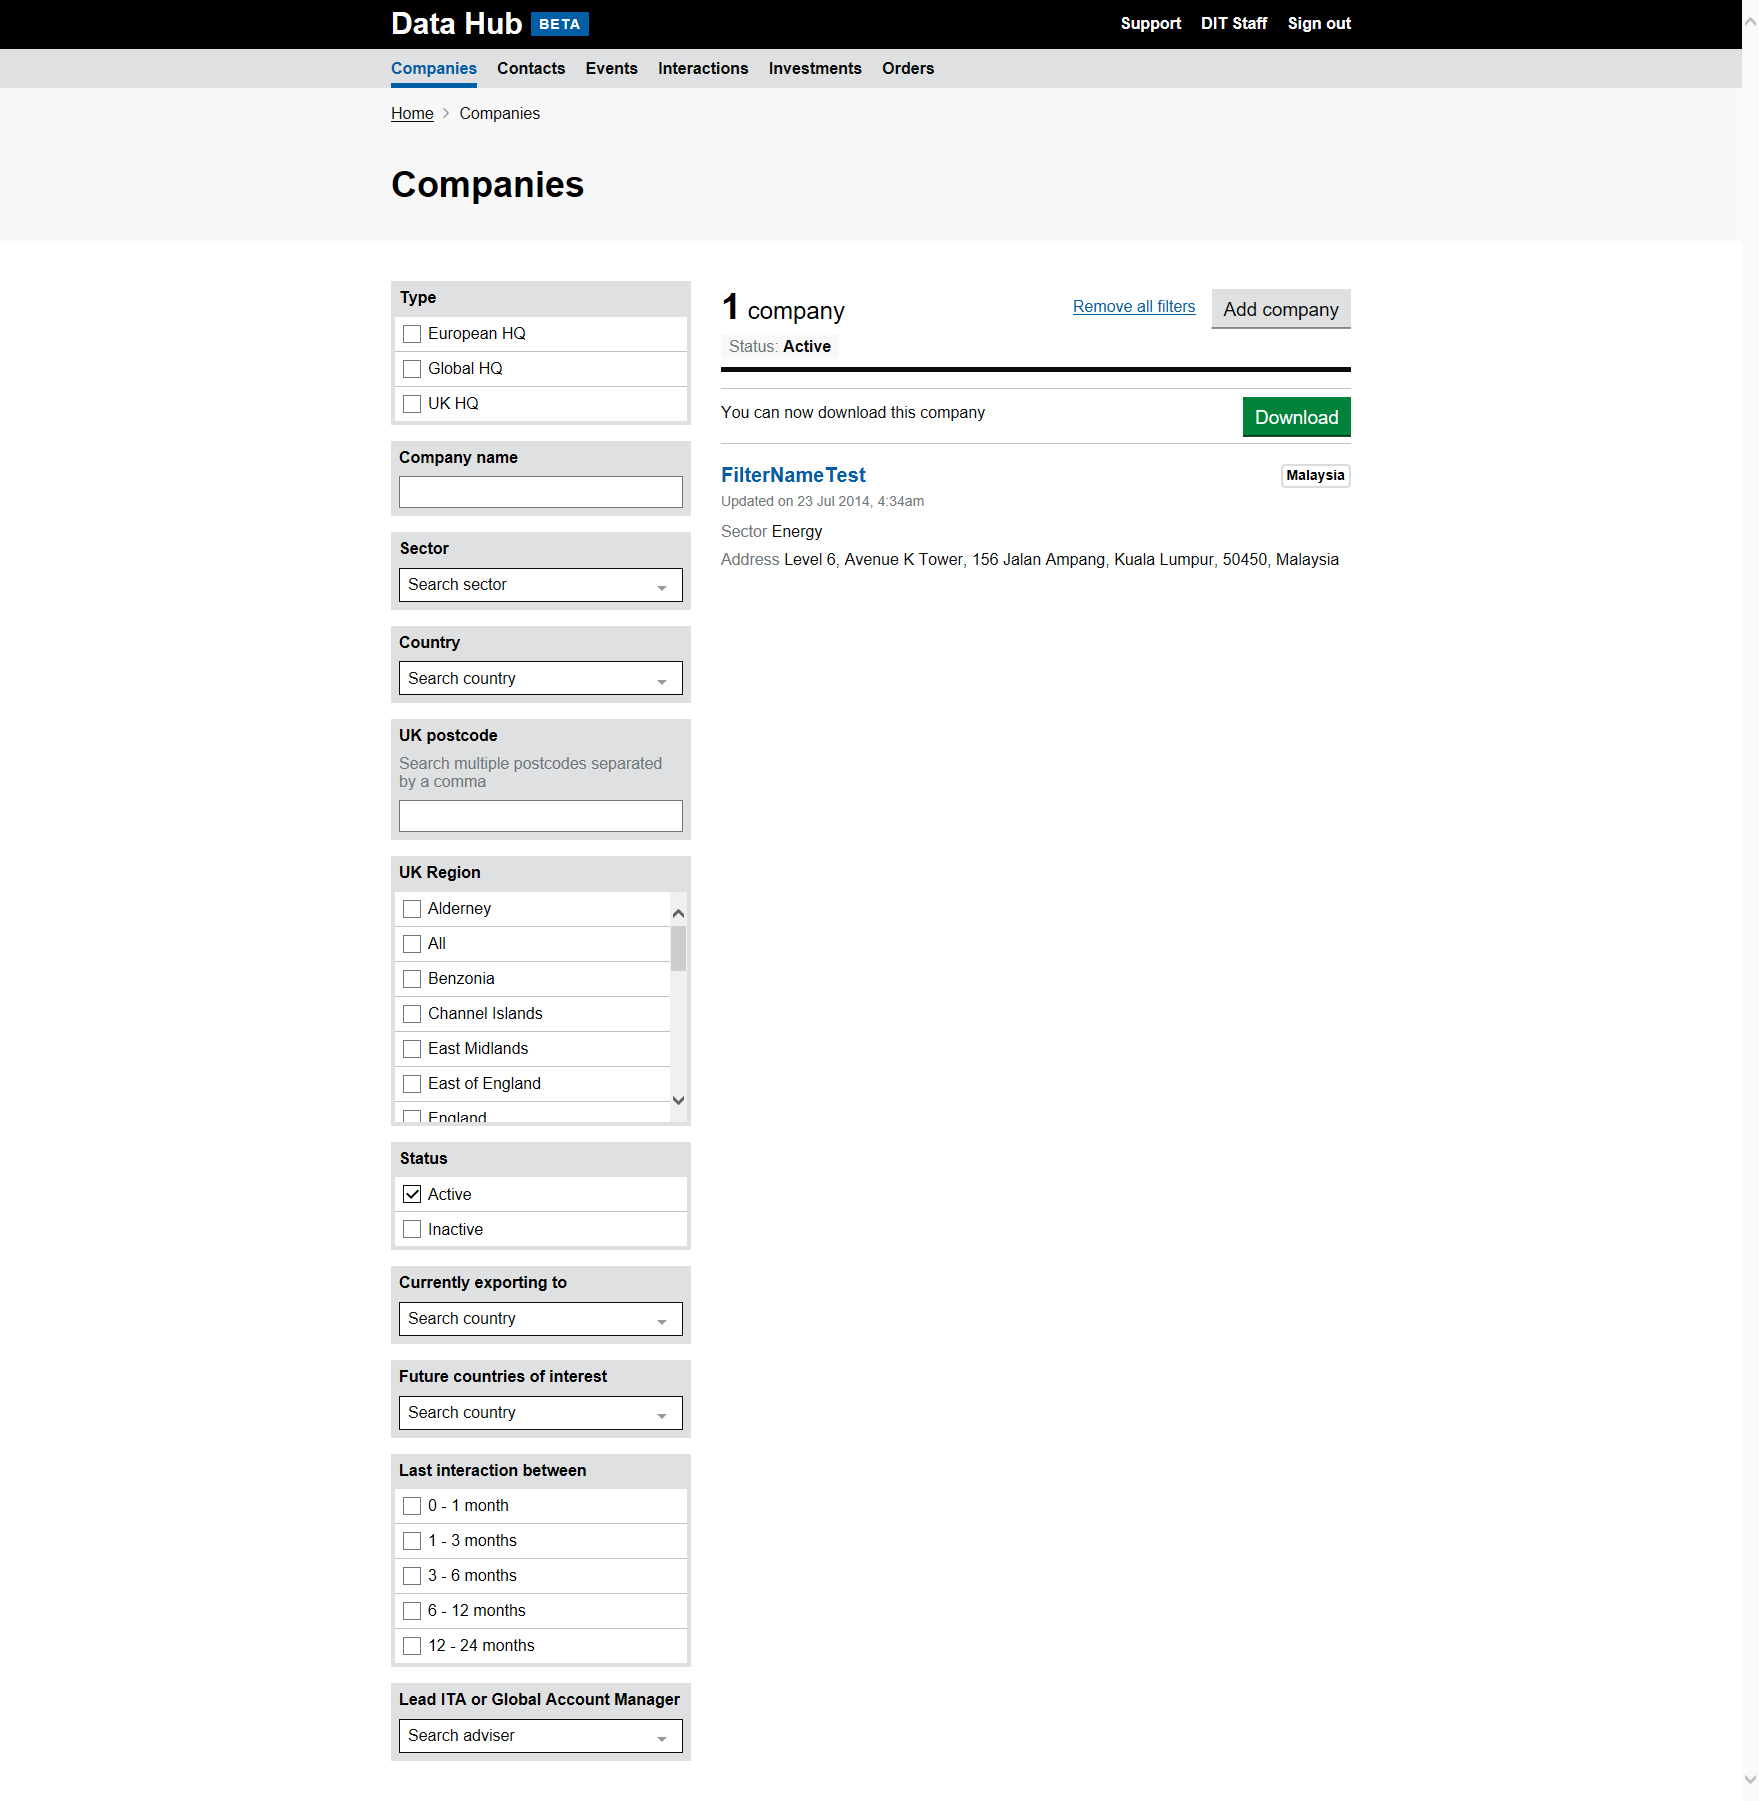 Data Hub BETA
Support DIT Staff Sign out
Companies Contacts Events Interactions Investments Orders
Home > Companies
Companies
Type
European HQ
Global HQ
UK HQ
Company name
Sector
Search sector
Country
Search country
UK postcode
Search multiple postcodes separated
by a comma
UK Region
Alderney
All
Benzonia
Channel Islands
East Midlands
East of England
England
Status
Active
Inactive
Currently exporting to
Search country
Future countries of interest
Search country
Last interaction between
0 - 1 month
1 - 3 months
3 - 6 months
6 - 12 months
12 - 24 months
Lead ITA or Global Account Manager
Search adviser
1 company
Remove all filters
Add company
Status: Active
You can now download this company
Download
FilterNameTest
Malaysia
Updated on 23 Jul 2014, 4:34am
Sector Energy
Address Level 6, Avenue K Tower, 156 Jalan Ampang, Kuala Lumpur, 50450, Malaysia